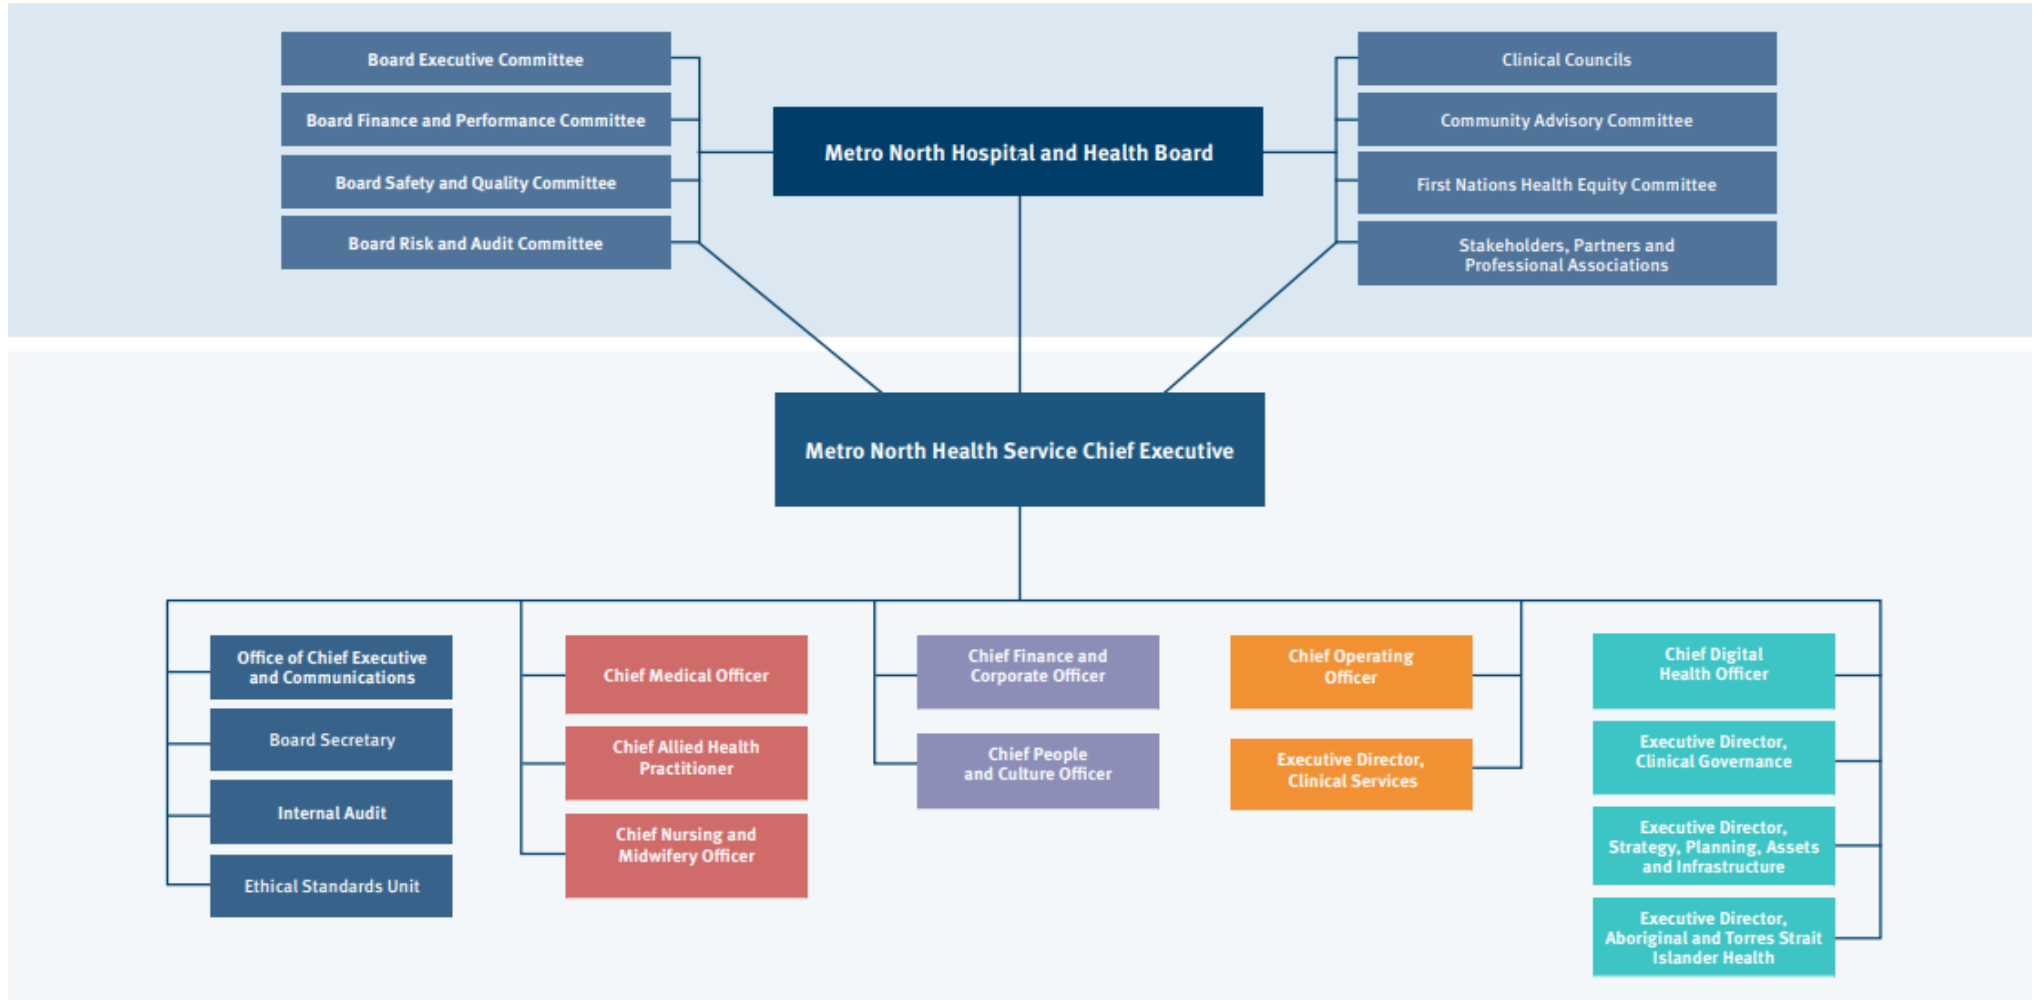 Board Executive Committee
Board Finance and Performance Committee
Board Safety and Quality Committee
Board Risk and Audit Committee
Metro North Hospital and Health Board
Clinical Councils
Community Advisory Committee
First Nations Health Equity Committee
Stakeholders, Partners and
Professional Associations
Metro North Health Service Chief Executive
Office of Chief Executive
and Communications
Board Secretary
Internal Audit
Ethical Standards Unit
Chief Medical Officer
Chief Allied Health
Practitioner
Chief Nursing and
Midwifery Officer
Chief Finance and
Corporate Officer
Chief People
and Culture Officer
Chief Operating
Officer
Executive Director,
Clinical Services
Chief Digital
Health Officer
Executive Director,
Clinical Governance
Executive Director,
Strategy, Planning, Assets
and Infrastructure
Executive Director,
Aboriginal and Torres Strait
Islander Health